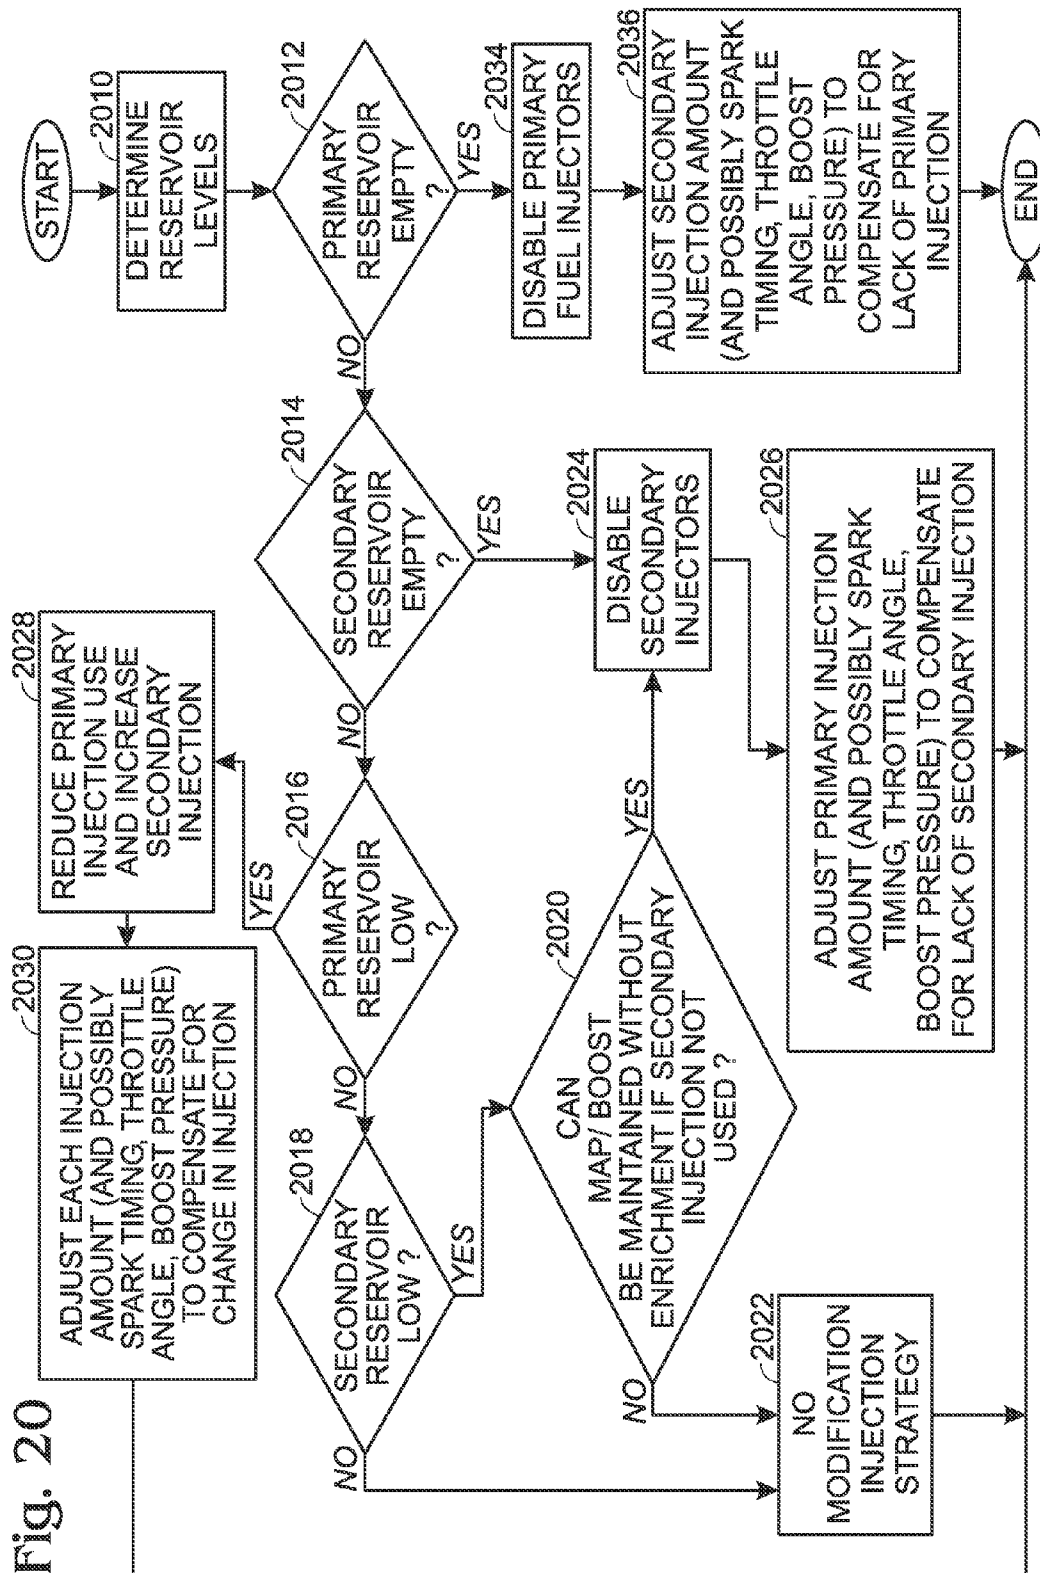 Fig. 20
START
2010
DETERMINE
RESERVOIR
LEVELS
2012
PRIMARY
RESERVOIR
EMPTY
?
YES
NO
2034
DISABLE PRIMARY
FUEL INJECTORS
2036
ADJUST SECONDARY
INJECTION AMOUNT
(AND POSSIBLY SPARK
TIMING, THROTTLE
ANGLE, BOOST
PRESSURE) TO
COMPENSATE FOR
LACK OF PRIMARY
INJECTION
END
2014
SECONDARY
RESERVOIR
EMPTY
?
YES
NO
2024
DISABLE
SECONDARY
INJECTORS
2026
ADJUST PRIMARY INJECTION
AMOUNT (AND POSSIBLY SPARK
TIMING, THROTTLE ANGLE,
BOOST PRESSURE) TO COMPENSATE
FOR LACK OF SECONDARY INJECTION
2016
PRIMARY
RESERVOIR
LOW
?
YES
NO
2028
REDUCE PRIMARY
INJECTION USE
AND INCREASE
SECONDARY
INJECTION
2030
ADJUST EACH INJECTION
AMOUNT (AND POSSIBLY
SPARK TIMING, THROTTLE
ANGLE, BOOST PRESSURE)
TO COMPENSATE FOR
CHANGE IN INJECTION
2018
SECONDARY
RESERVOIR
LOW ?
YES
NO
2020
CAN
MAP/ BOOST
BE MAINTAINED WITHOUT
ENRICHMENT IF SECONDARY
INJECTION NOT
USED ?
YES
NO
2022
NO
MODIFICATION
INJECTION
STRATEGY